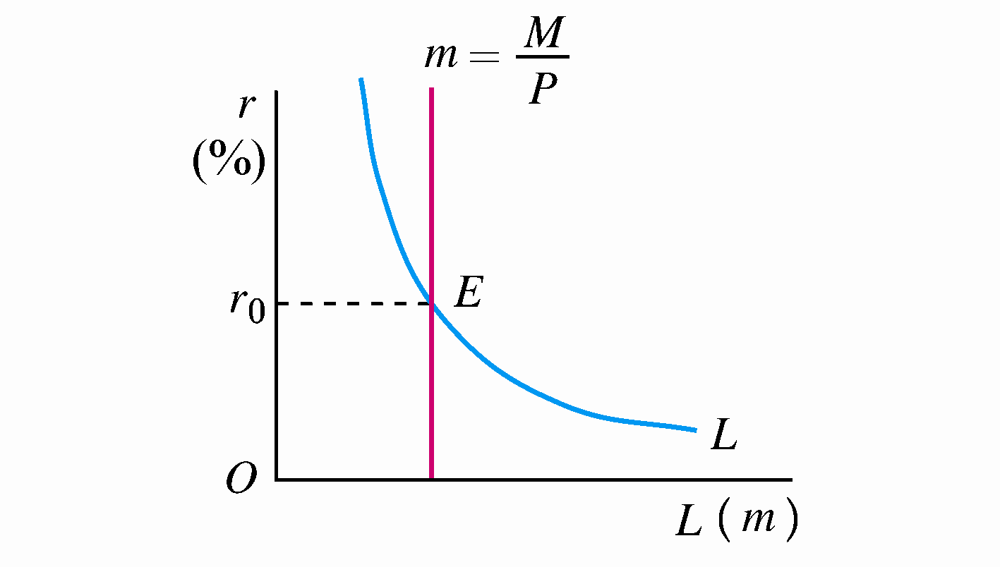 m = M/P
r
(%)
r₀
E
L
O
L ( m )